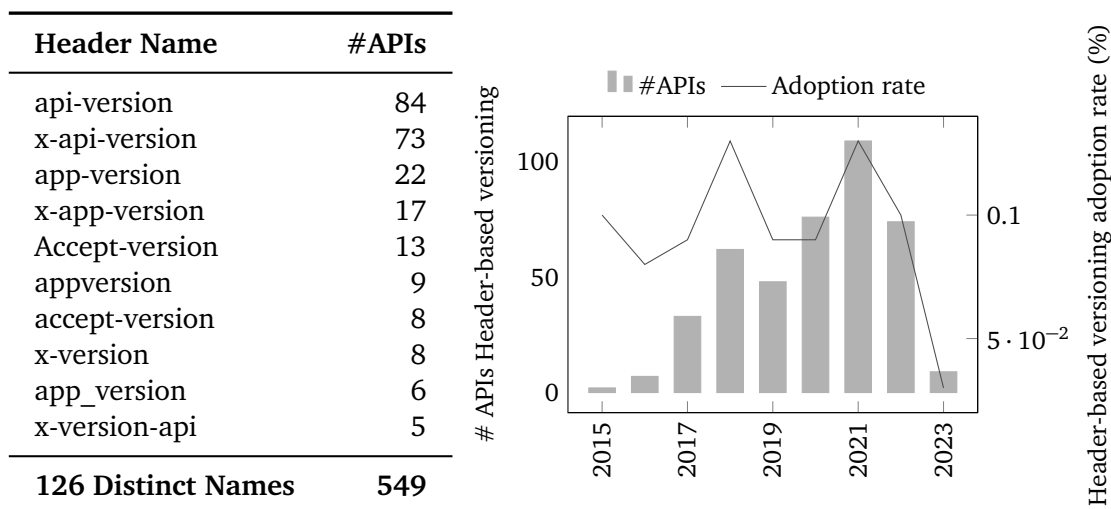 Header Name #APIs
api-version 84
x-api-version 73
app-version 22
x-app-version 17
Accept-version 13
appversion 9
accept-version 8
x-version 8
app_version 6
x-version-api 5
126 Distinct Names 549
#APIs Adoption rate
# APIs Header-based versioning
100
50
0
0.1
5 · 10⁻²
2015
2017
2019
2021
2023
Header-based versioning adoption rate (%)